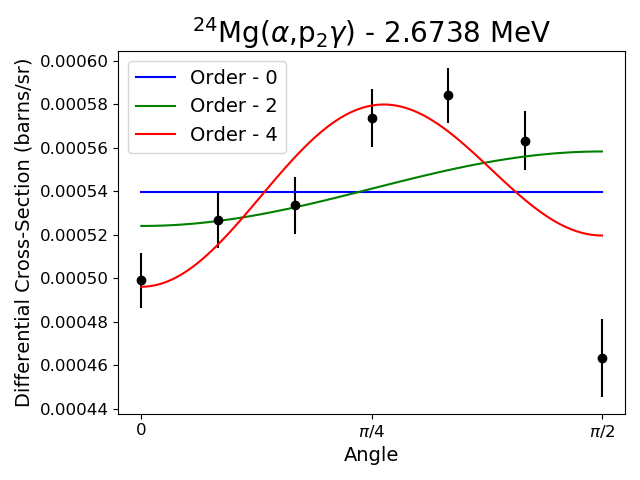 ²⁴Mg(α,p₂γ) - 2.6738 MeV
Differential Cross-Section (barns/sr)
0.00060
0.00058
0.00056
0.00054
0.00052
0.00050
0.00048
0.00046
0.00044
Order - 0
Order - 2
Order - 4
0 π/4 π/2
Angle